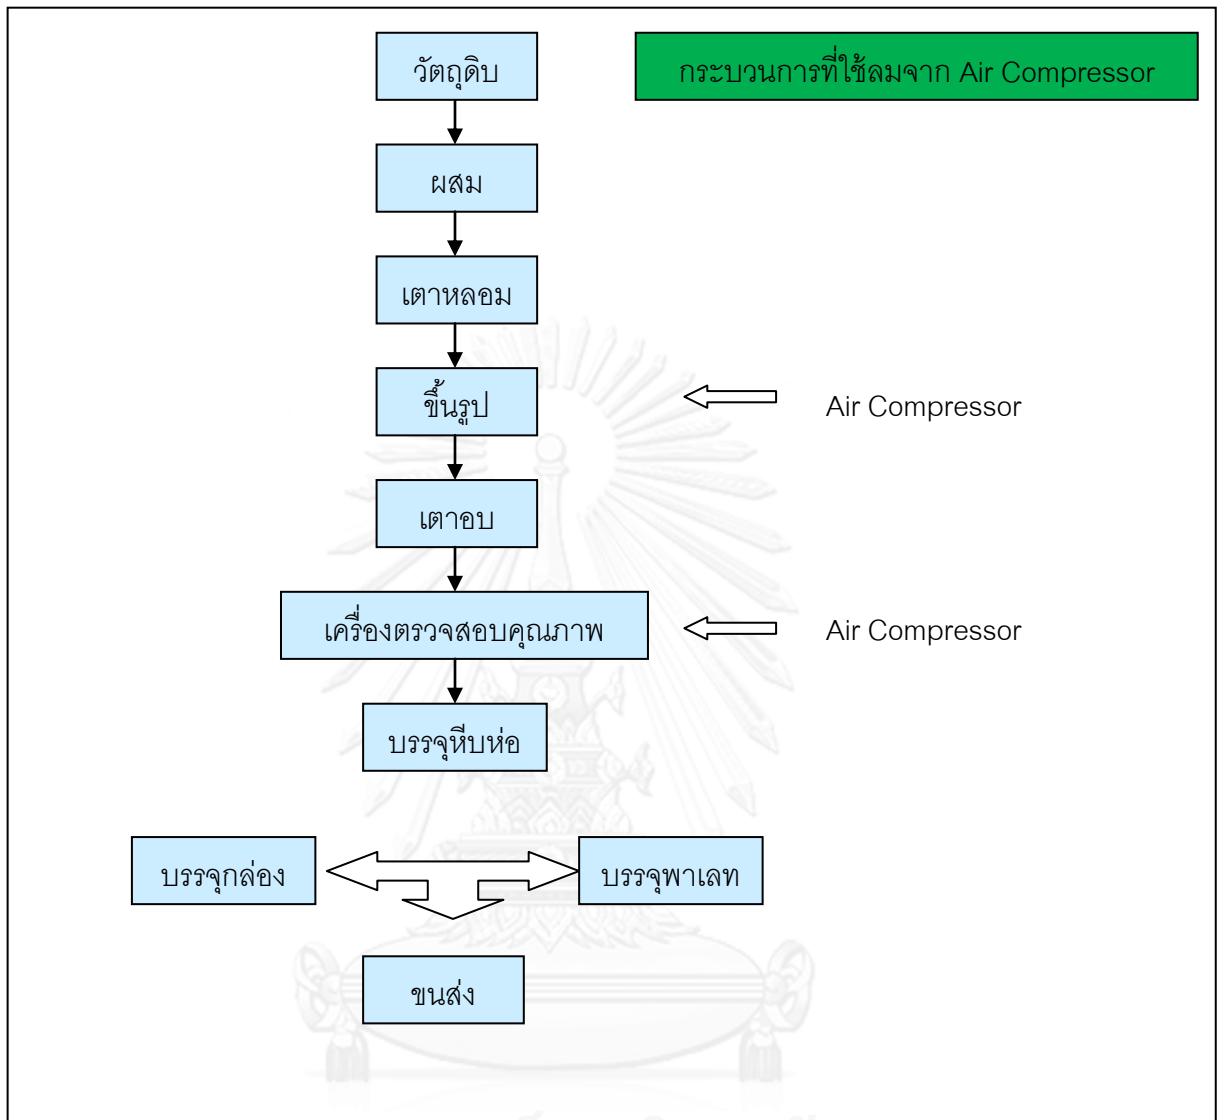 วัตถุดิบ
กระบวนการที่ใช้ลมจาก Air Compressor
ผสม
เตาหลอม
ขึ้นรูป
Air Compressor
เตาอบ
เครื่องตรวจสอบคุณภาพ
Air Compressor
บรรจุหีบห่อ
บรรจุกล่อง
บรรจุพาเลท
ขนส่ง